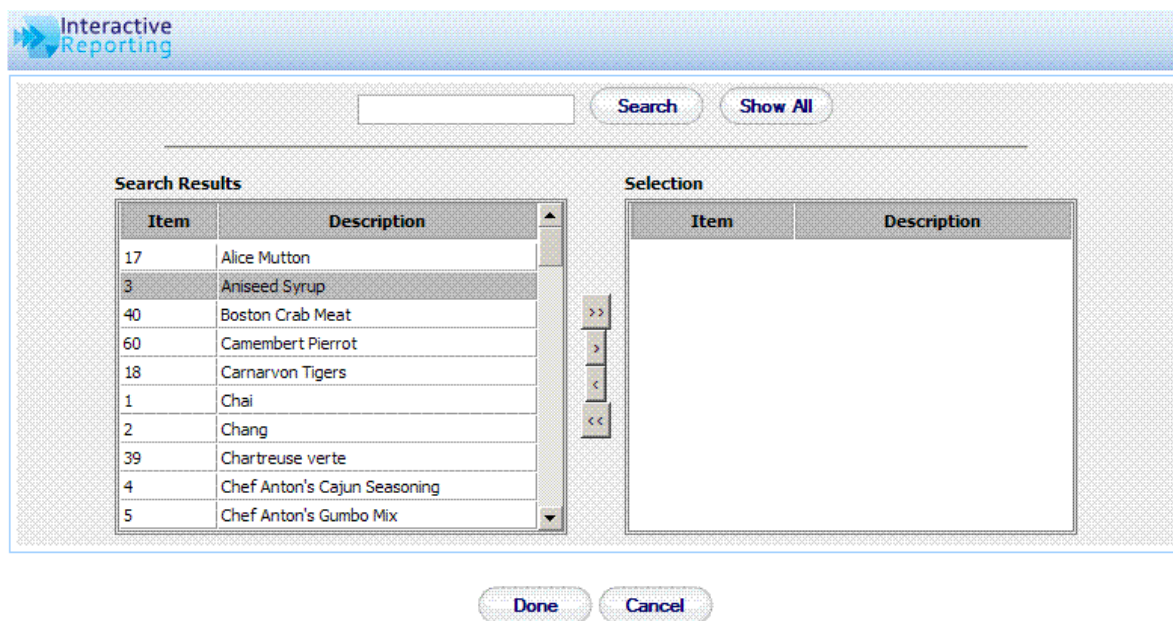 Interactive
Reporting
Search Show All
Search Results
Item Description
17 Alice Mutton
3 Aniseed Syrup
40 Boston Crab Meat
60 Camembert Pierrot
18 Carnarvon Tigers
1 Chai
2 Chang
39 Chartreuse verte
4 Chef Anton's Cajun Seasoning
5 Chef Anton's Gumbo Mix
>>
>
<
<<
Selection
Item Description
Done Cancel